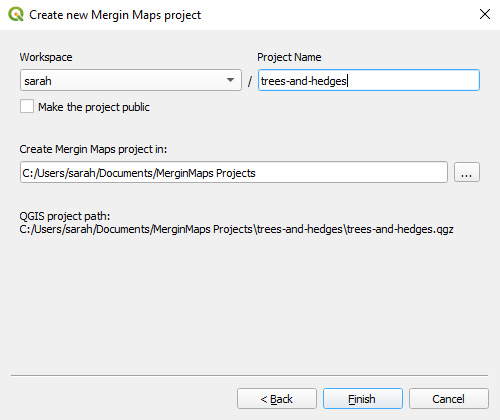 Create new Mergin Maps project
Workspace Project Name
sarah / trees-and-hedges
Make the project public
Create Mergin Maps project in:
C:/Users/sarah/Documents/MerginMaps Projects ...
QGIS project path:
C:/Users/sarah/Documents/MerginMaps Projects\trees-and-hedges\trees-and-hedges.qgz
< Back Finish Cancel